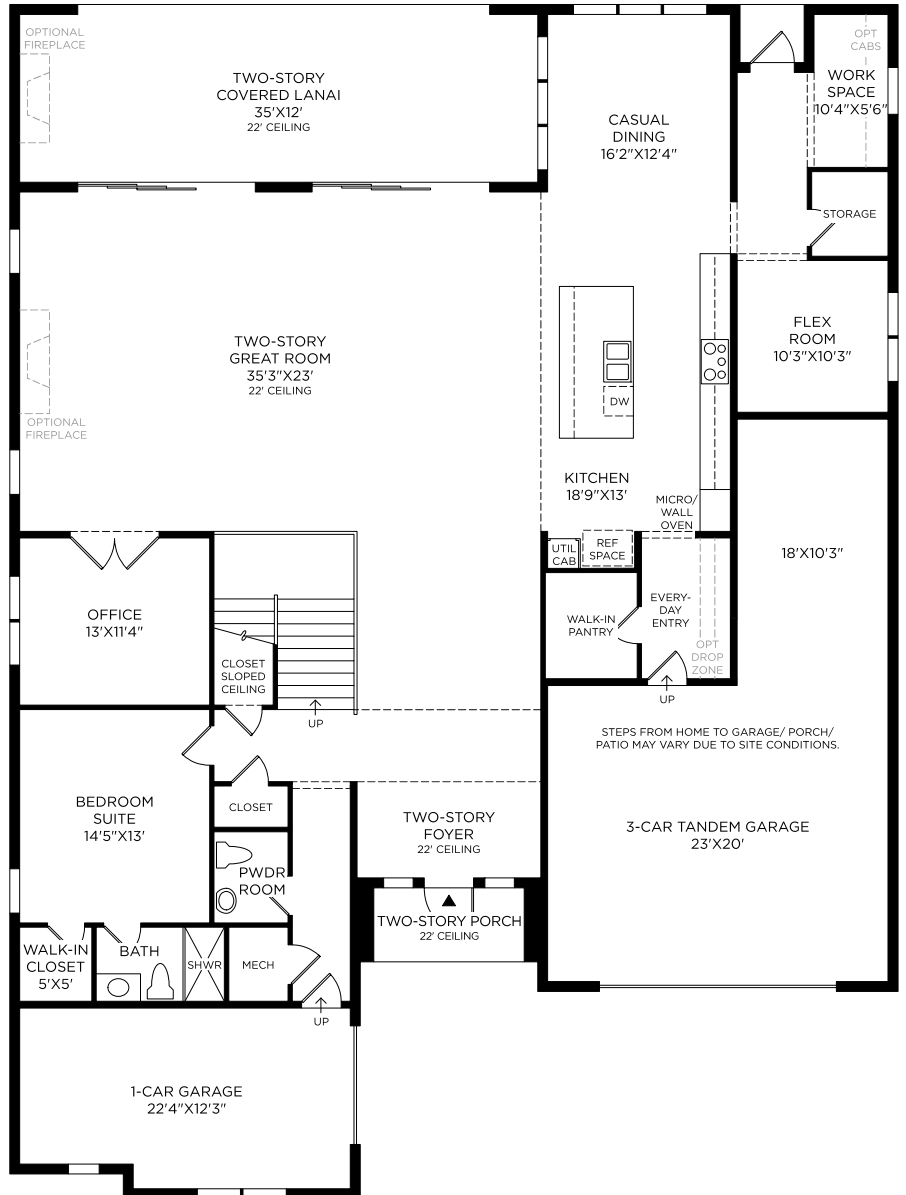 OPTIONAL
FIREPLACE
TWO-STORY
COVERED LANAI
35'X12'
22' CEILING
CASUAL
DINING
16'2"X12'4"
OPT
CABS
WORK
SPACE
10'4"X5'6"
STORAGE
TWO-STORY
GREAT ROOM
35'3"X23'
22' CEILING
OPTIONAL
FIREPLACE
FLEX
ROOM
10'3"X10'3"
DW
KITCHEN
18'9"X13'
MICRO/
WALL
OVEN
UTIL
CAB
REF
SPACE
18'X10'3"
OFFICE
13'X11'4"
WALK-IN
PANTRY
EVERY-
DAY
ENTRY
OPT
DROP
ZONE
CLOSET
SLOPED
CEILING
UP
UP
STEPS FROM HOME TO GARAGE/ PORCH/
PATIO MAY VARY DUE TO SITE CONDITIONS.
BEDROOM
SUITE
14'5"X13'
CLOSET
TWO-STORY
FOYER
22' CEILING
3-CAR TANDEM GARAGE
23'X20'
PWDR
ROOM
TWO-STORY PORCH
22' CEILING
WALK-IN
CLOSET
5'X5'
BATH
SHWR
MECH
UP
1-CAR GARAGE
22'4"X12'3"